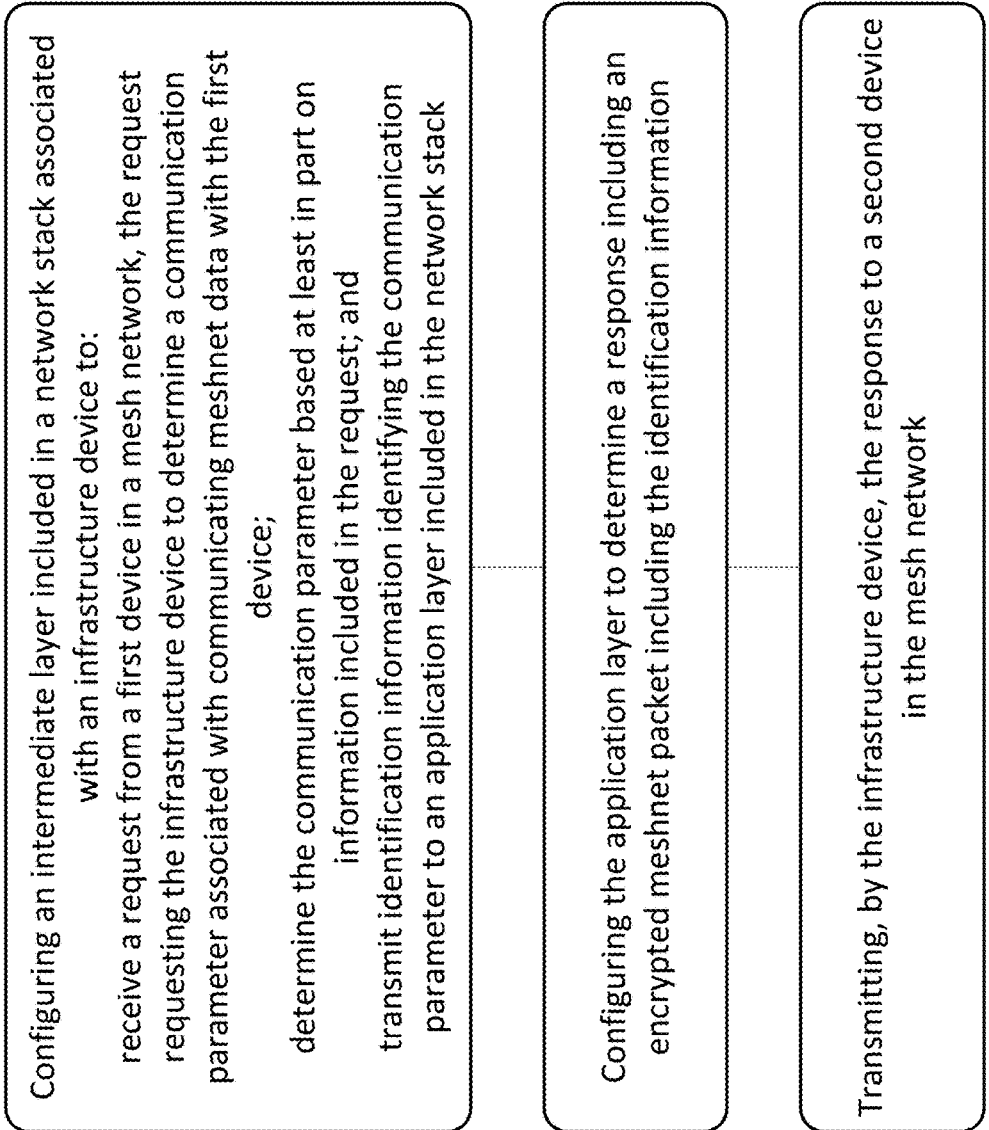 Configuring an intermediate layer included in a network stack associated
with an infrastructure device to:
receive a request from a first device in a mesh network, the request
requesting the infrastructure device to determine a communication
parameter associated with communicating meshnet data with the first
device;
determine the communication parameter based at least in part on
information included in the request; and
transmit identification information identifying the communication
parameter to an application layer included in the network stack
Configuring the application layer to determine a response including an
encrypted meshnet packet including the identification information
Transmitting, by the infrastructure device, the response to a second device
in the mesh network